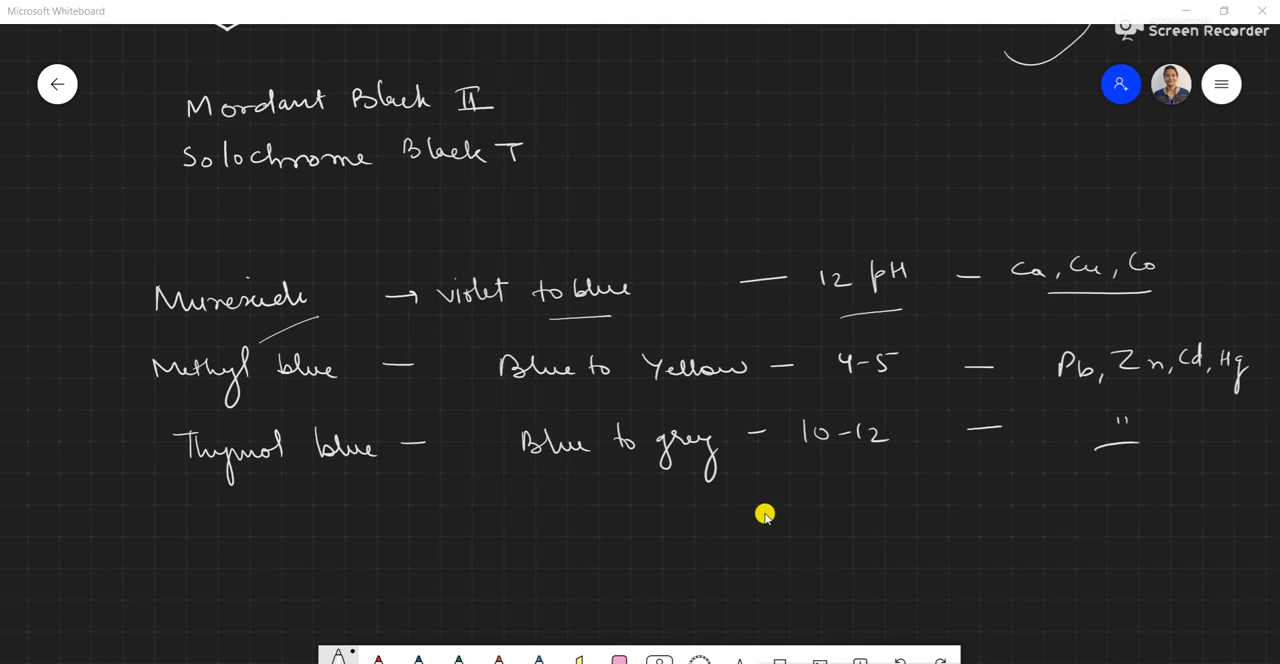 Microsoft Whiteboard
Screen Recorder
Mordant Black II
Solochrome Black T
Murexide → violet to blue — 12 pH — Ca, Cu, Co
Methyl blue — Blue to Yellow — 4-5 — Pb, Zn, Cd, Hg
Thymol blue — Blue to grey — 10-12 — "